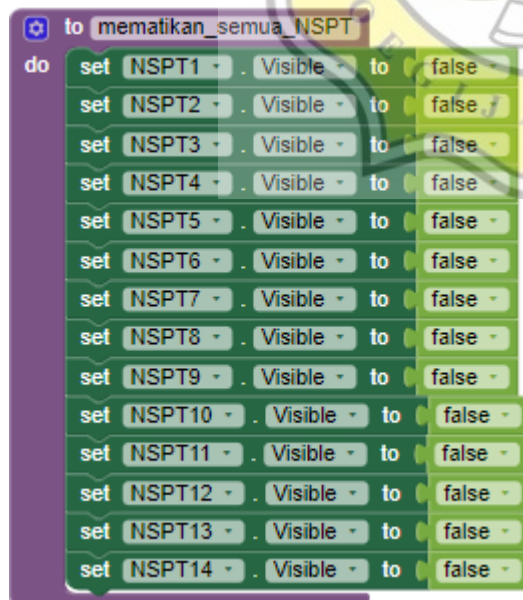 to mematikan_semua_NSPT
do set NSPT1 . Visible to false
set NSPT2 . Visible to false
set NSPT3 . Visible to false
set NSPT4 . Visible to false
set NSPT5 . Visible to false
set NSPT6 . Visible to false
set NSPT7 . Visible to false
set NSPT8 . Visible to false
set NSPT9 . Visible to false
set NSPT10 . Visible to false
set NSPT11 . Visible to false
set NSPT12 . Visible to false
set NSPT13 . Visible to false
set NSPT14 . Visible to false